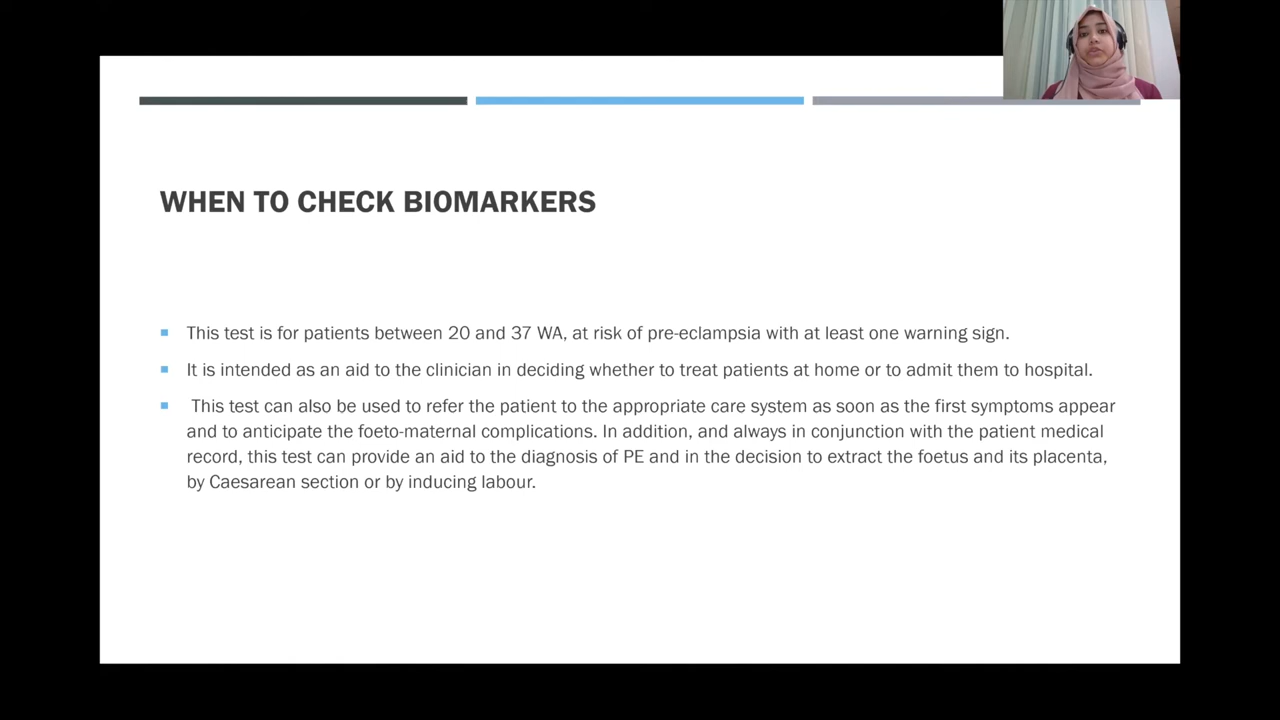 WHEN TO CHECK BIOMARKERS
This test is for patients between 20 and 37 WA, at risk of pre-eclampsia with at least one warning sign.
It is intended as an aid to the clinician in deciding whether to treat patients at home or to admit them to hospital.
This test can also be used to refer the patient to the appropriate care system as soon as the first symptoms appear
and to anticipate the foeto-maternal complications. In addition, and always in conjunction with the patient medical
record, this test can provide an aid to the diagnosis of PE and in the decision to extract the foetus and its placenta,
by Caesarean section or by inducing labour.